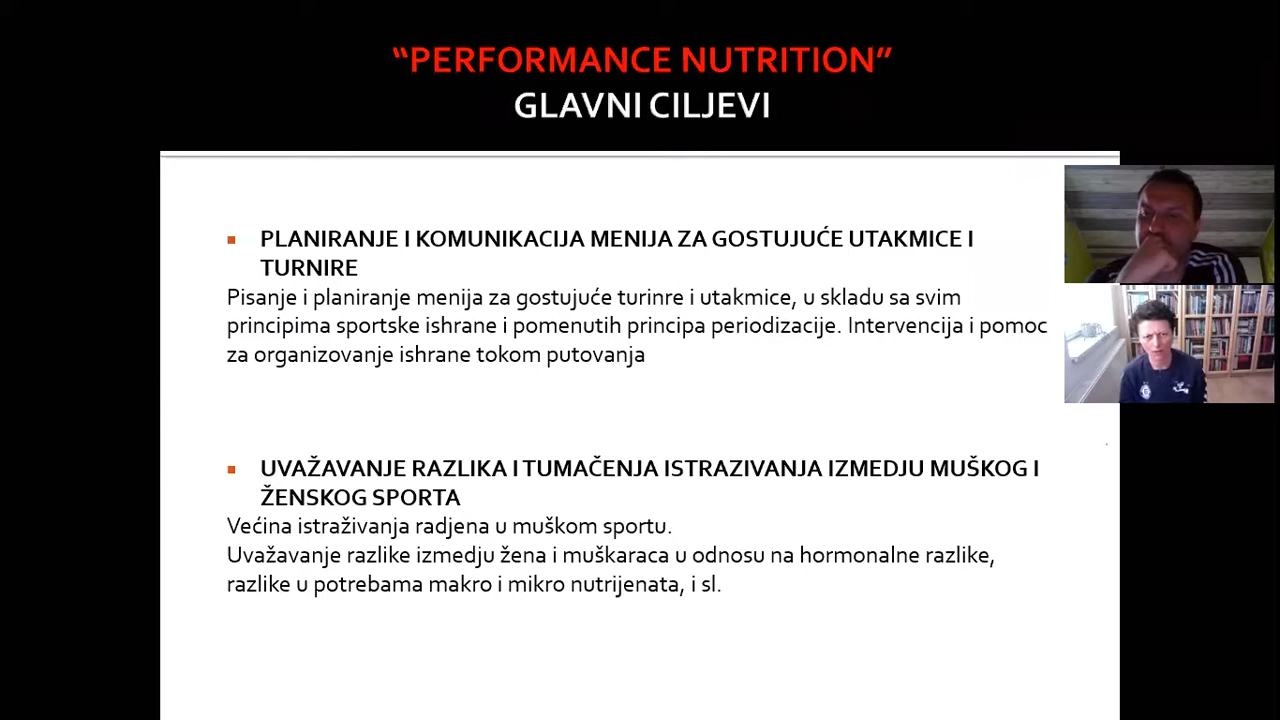 “PERFORMANCE NUTRITION”
GLAVNI CILJEVI
PLANIRANJE I KOMUNIKACIJA MENIJA ZA GOSTUJUĆE UTAKMICE I
TURNIRE
Pisanje i planiranje menija za gostujuće turinre i utakmice, u skladu sa svim
principima sportske ishrane i pomenutih principa periodizacije. Intervencija i pomoc
za organizovanje ishrane tokom putovanja
UVAŽAVANJE RAZLIKA I TUMAČENJA ISTRAZIVANJA IZMEDJU MUŠKOG I
ŽENSKOG SPORTA
Većina istraživanja radjena u muškom sportu.
Uvažavanje razlike izmedju žena i muškaraca u odnosu na hormonalne razlike,
razlike u potrebama makro i mikro nutrijenata, i sl.